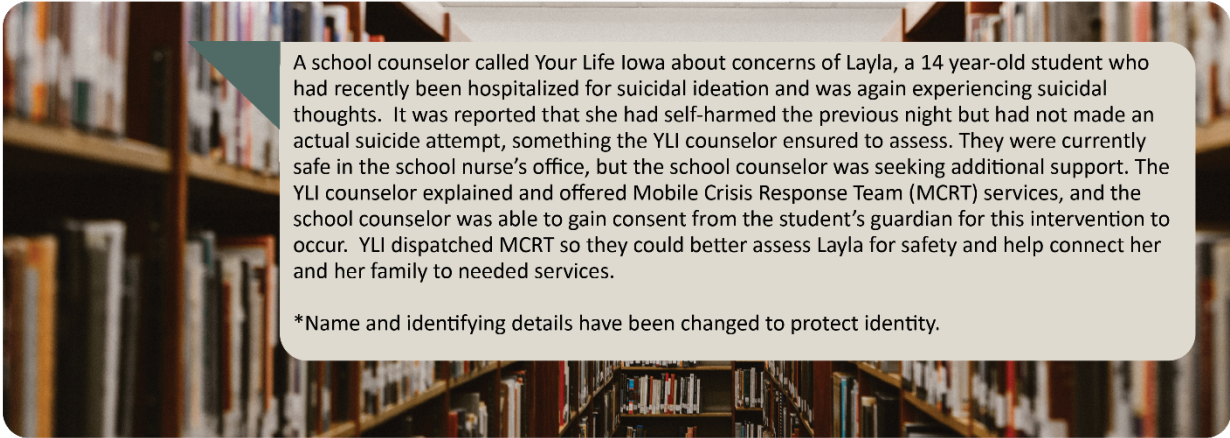 A school counselor called Your Life Iowa about concerns of Layla, a 14 year-old student who
had recently been hospitalized for suicidal ideation and was again experiencing suicidal
thoughts.  It was reported that she had self-harmed the previous night but had not made an
actual suicide attempt, something the YLI counselor ensured to assess. They were currently
safe in the school nurse's office, but the school counselor was seeking additional support. The
YLI counselor explained and offered Mobile Crisis Response Team (MCRT) services, and the
school counselor was able to gain consent from the student's guardian for this intervention to
occur.  YLI dispatched MCRT so they could better assess Layla for safety and help connect her
and her family to needed services.
*Name and identifying details have been changed to protect identity.